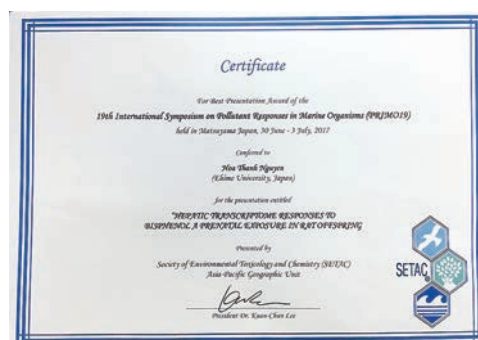 Certificate
For Best Presentation Award of the
19th International Symposium on Pollutant Responses in Marine Organisms (PRIMO19)
held in Matsuyama Japan, 30 June - 3 July, 2017
Conferred to
Hoa Thanh Nguyen
(Ehime University, Japan)
for the presentation entitled
"HEPATIC TRANSCRIPTOME RESPONSES TO
BISPHENOL A PRENATAL EXPOSURE IN RAT OFFSPRING
Presented by
Society of Environmental Toxicology and Chemistry (SETAC)
Asia-Pacific Geographic Unit
President Dr. Kuan-Chun Lee
SETAC